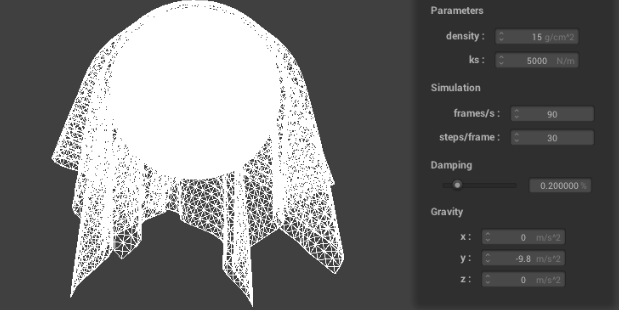 Parameters
density : 15 g/cm^2
ks : 5000 N/m
Simulation
frames/s : 90
steps/frame : 30
Damping
0.200000 %
Gravity
x : 0 m/s^2
y : -9.8 m/s^2
z : 0 m/s^2